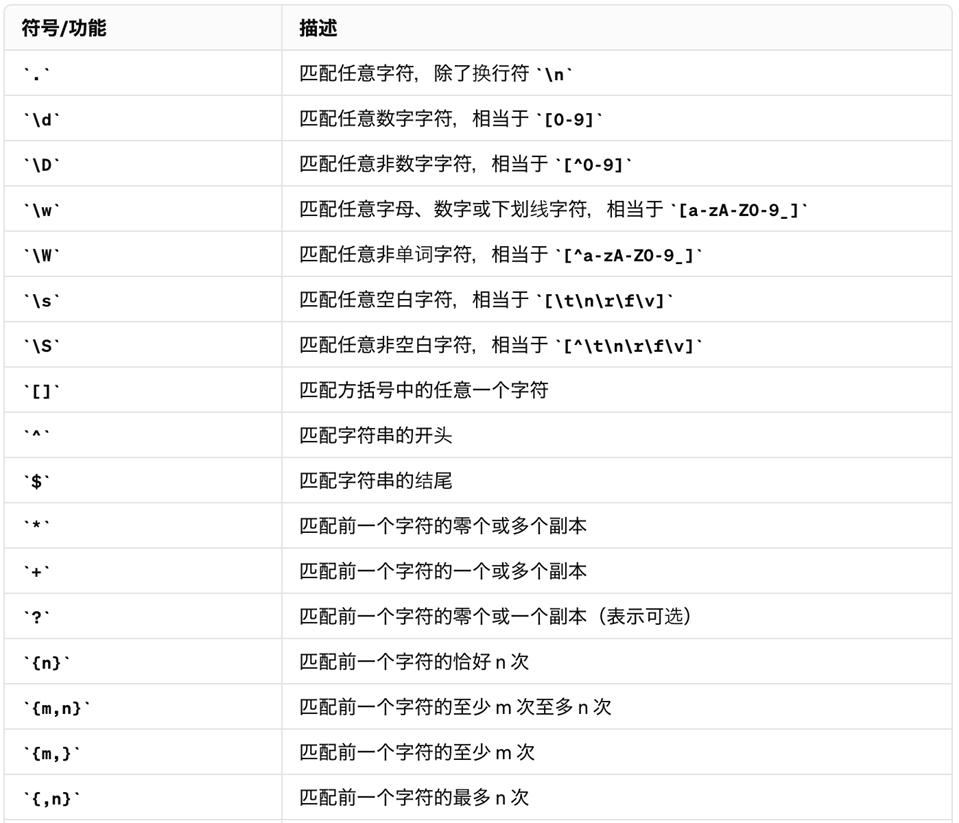 符号/功能 描述
`.` 匹配任意字符，除了换行符 `\n`
`\d` 匹配任意数字字符，相当于 `[0-9]`
`\D` 匹配任意非数字字符，相当于 `[^0-9]`
`\w` 匹配任意字母、数字或下划线字符，相当于 `[a-zA-Z0-9_]`
`\W` 匹配任意非单词字符，相当于 `[^a-zA-Z0-9_]`
`\s` 匹配任意空白字符，相当于 `[\t\n\r\f\v]`
`\S` 匹配任意非空白字符，相当于 `[^\t\n\r\f\v]`
`[]` 匹配方括号中的任意一个字符
`^` 匹配字符串的开头
`$` 匹配字符串的结尾
`*` 匹配前一个字符的零个或多个副本
`+` 匹配前一个字符的一个或多个副本
`?` 匹配前一个字符的零个或一个副本（表示可选）
`{n}` 匹配前一个字符的恰好 n 次
`{m,n}` 匹配前一个字符的至少 m 次至多 n 次
`{m,}` 匹配前一个字符的至少 m 次
`{,n}` 匹配前一个字符的最多 n 次